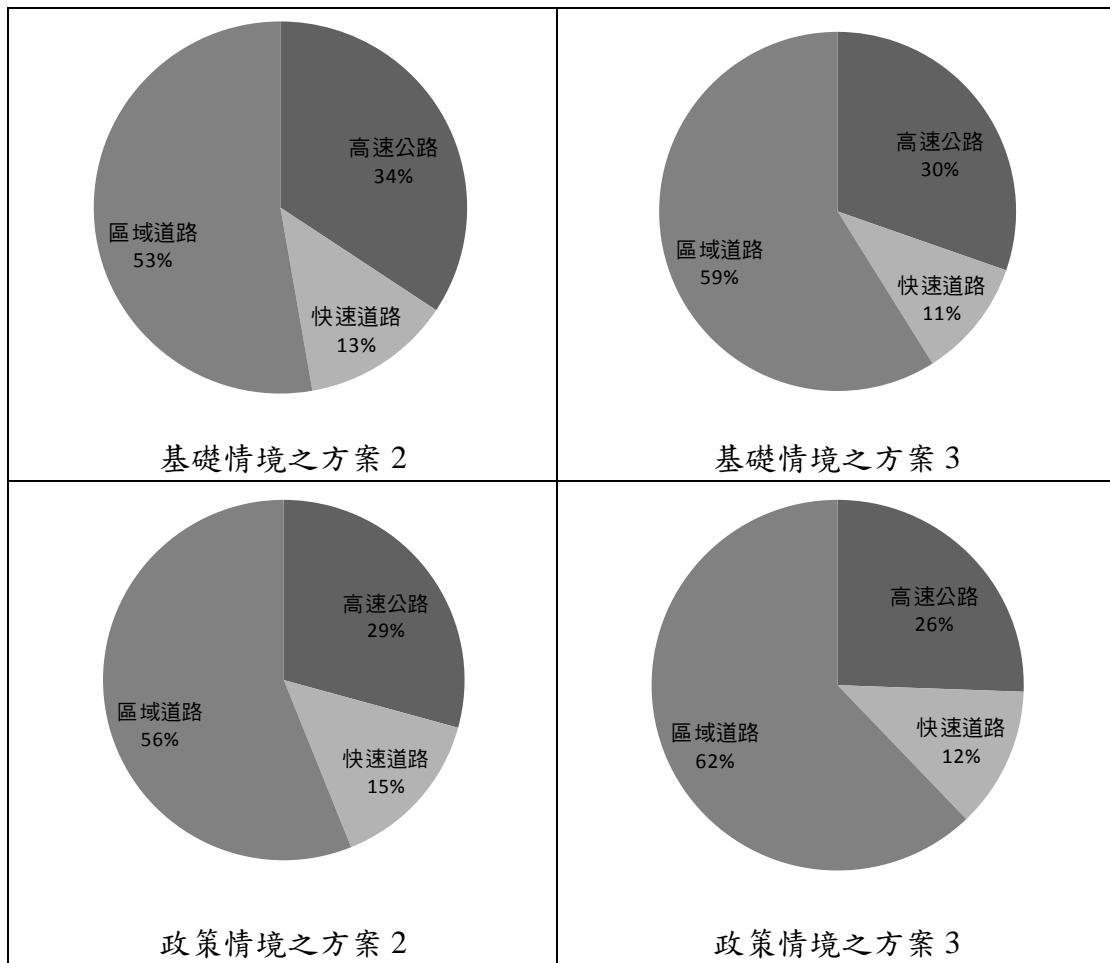 高速公路
34%
區域道路
53%
快速道路
13%
基礎情境之方案 2
高速公路
30%
區域道路
59%
快速道路
11%
基礎情境之方案 3
高速公路
29%
區域道路
56%
快速道路
15%
政策情境之方案 2
高速公路
26%
區域道路
62%
快速道路
12%
政策情境之方案 3